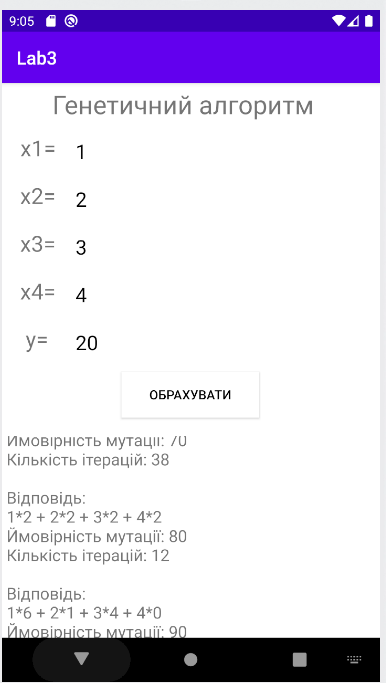 9:05
Lab3
Генетичний алгоритм
x1= 1
x2= 2
x3= 3
x4= 4
y= 20
ОБРАХУВАТИ
Ймовірність мутації: 70
Кількість ітерацій: 38
Відповідь:
1*2 + 2*2 + 3*2 + 4*2
Ймовірність мутації: 80
Кількість ітерацій: 12
Відповідь:
1*6 + 2*1 + 3*4 + 4*0
Ймовірність мутації: 90